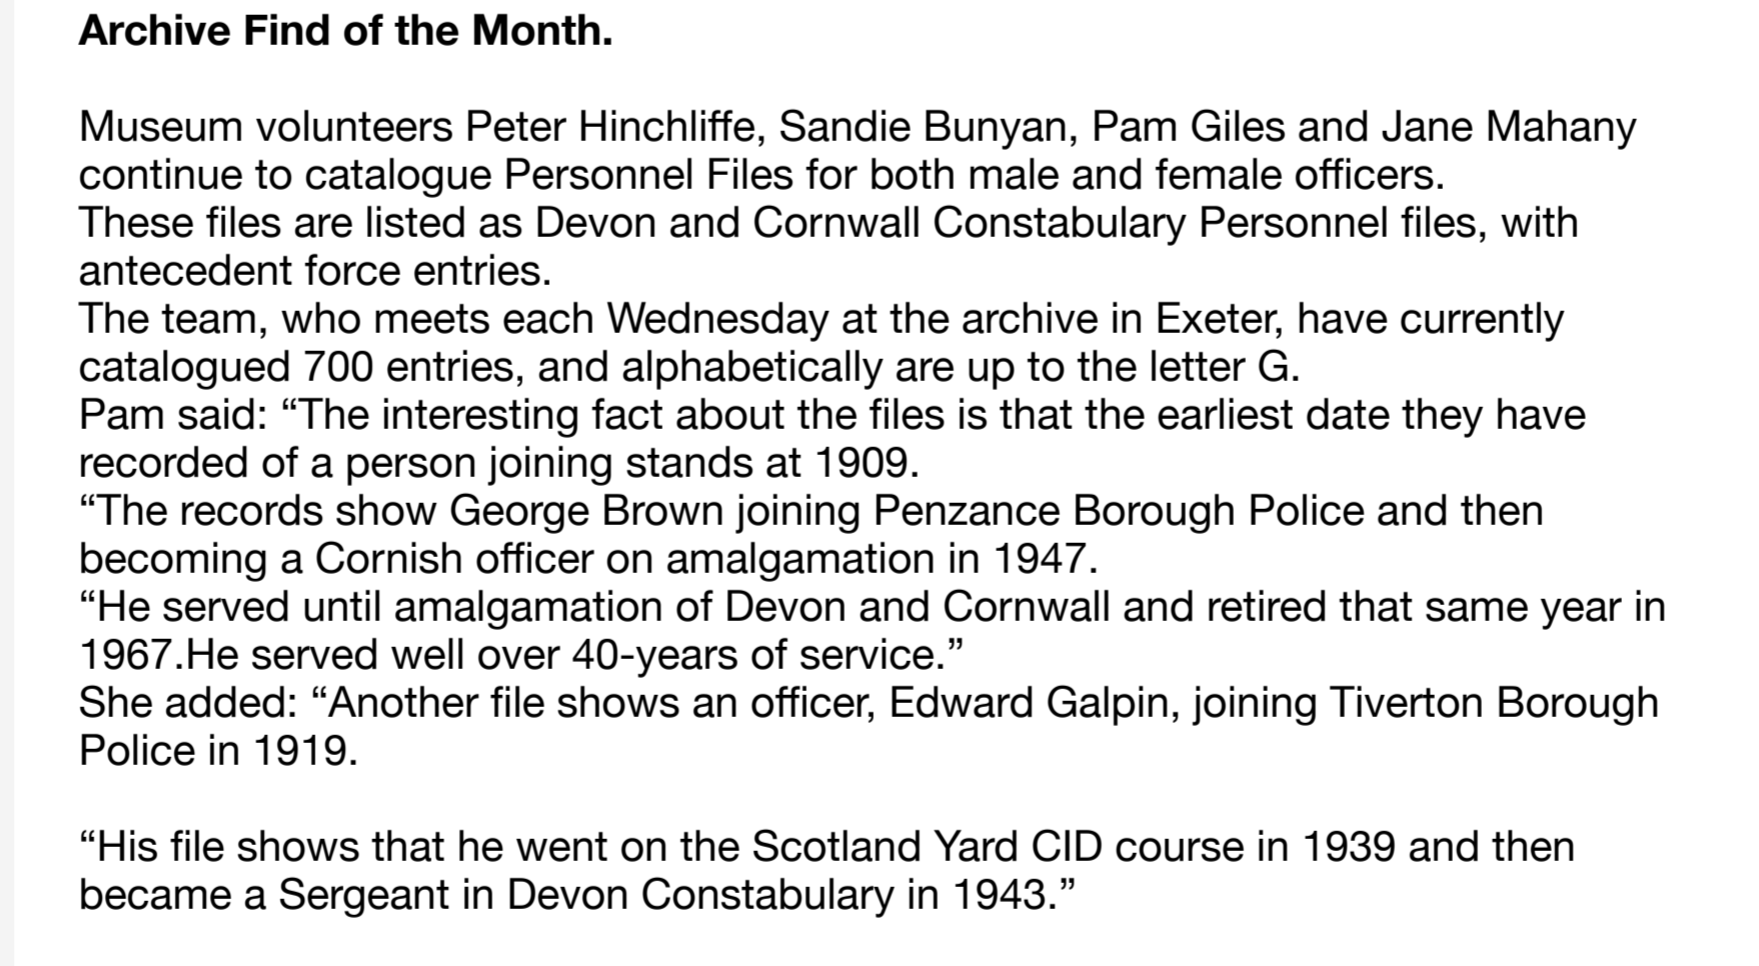 Archive Find of the Month.
Museum volunteers Peter Hinchliffe, Sandie Bunyan, Pam Giles and Jane Mahany
continue to catalogue Personnel Files for both male and female officers.
These files are listed as Devon and Cornwall Constabulary Personnel files, with
antecedent force entries.
The team, who meets each Wednesday at the archive in Exeter, have currently
catalogued 700 entries, and alphabetically are up to the letter G.
Pam said: “The interesting fact about the files is that the earliest date they have
recorded of a person joining stands at 1909.
“The records show George Brown joining Penzance Borough Police and then
becoming a Cornish officer on amalgamation in 1947.
“He served until amalgamation of Devon and Cornwall and retired that same year in
1967.He served well over 40-years of service.”
She added: “Another file shows an officer, Edward Galpin, joining Tiverton Borough
Police in 1919.
“His file shows that he went on the Scotland Yard CID course in 1939 and then
became a Sergeant in Devon Constabulary in 1943.”